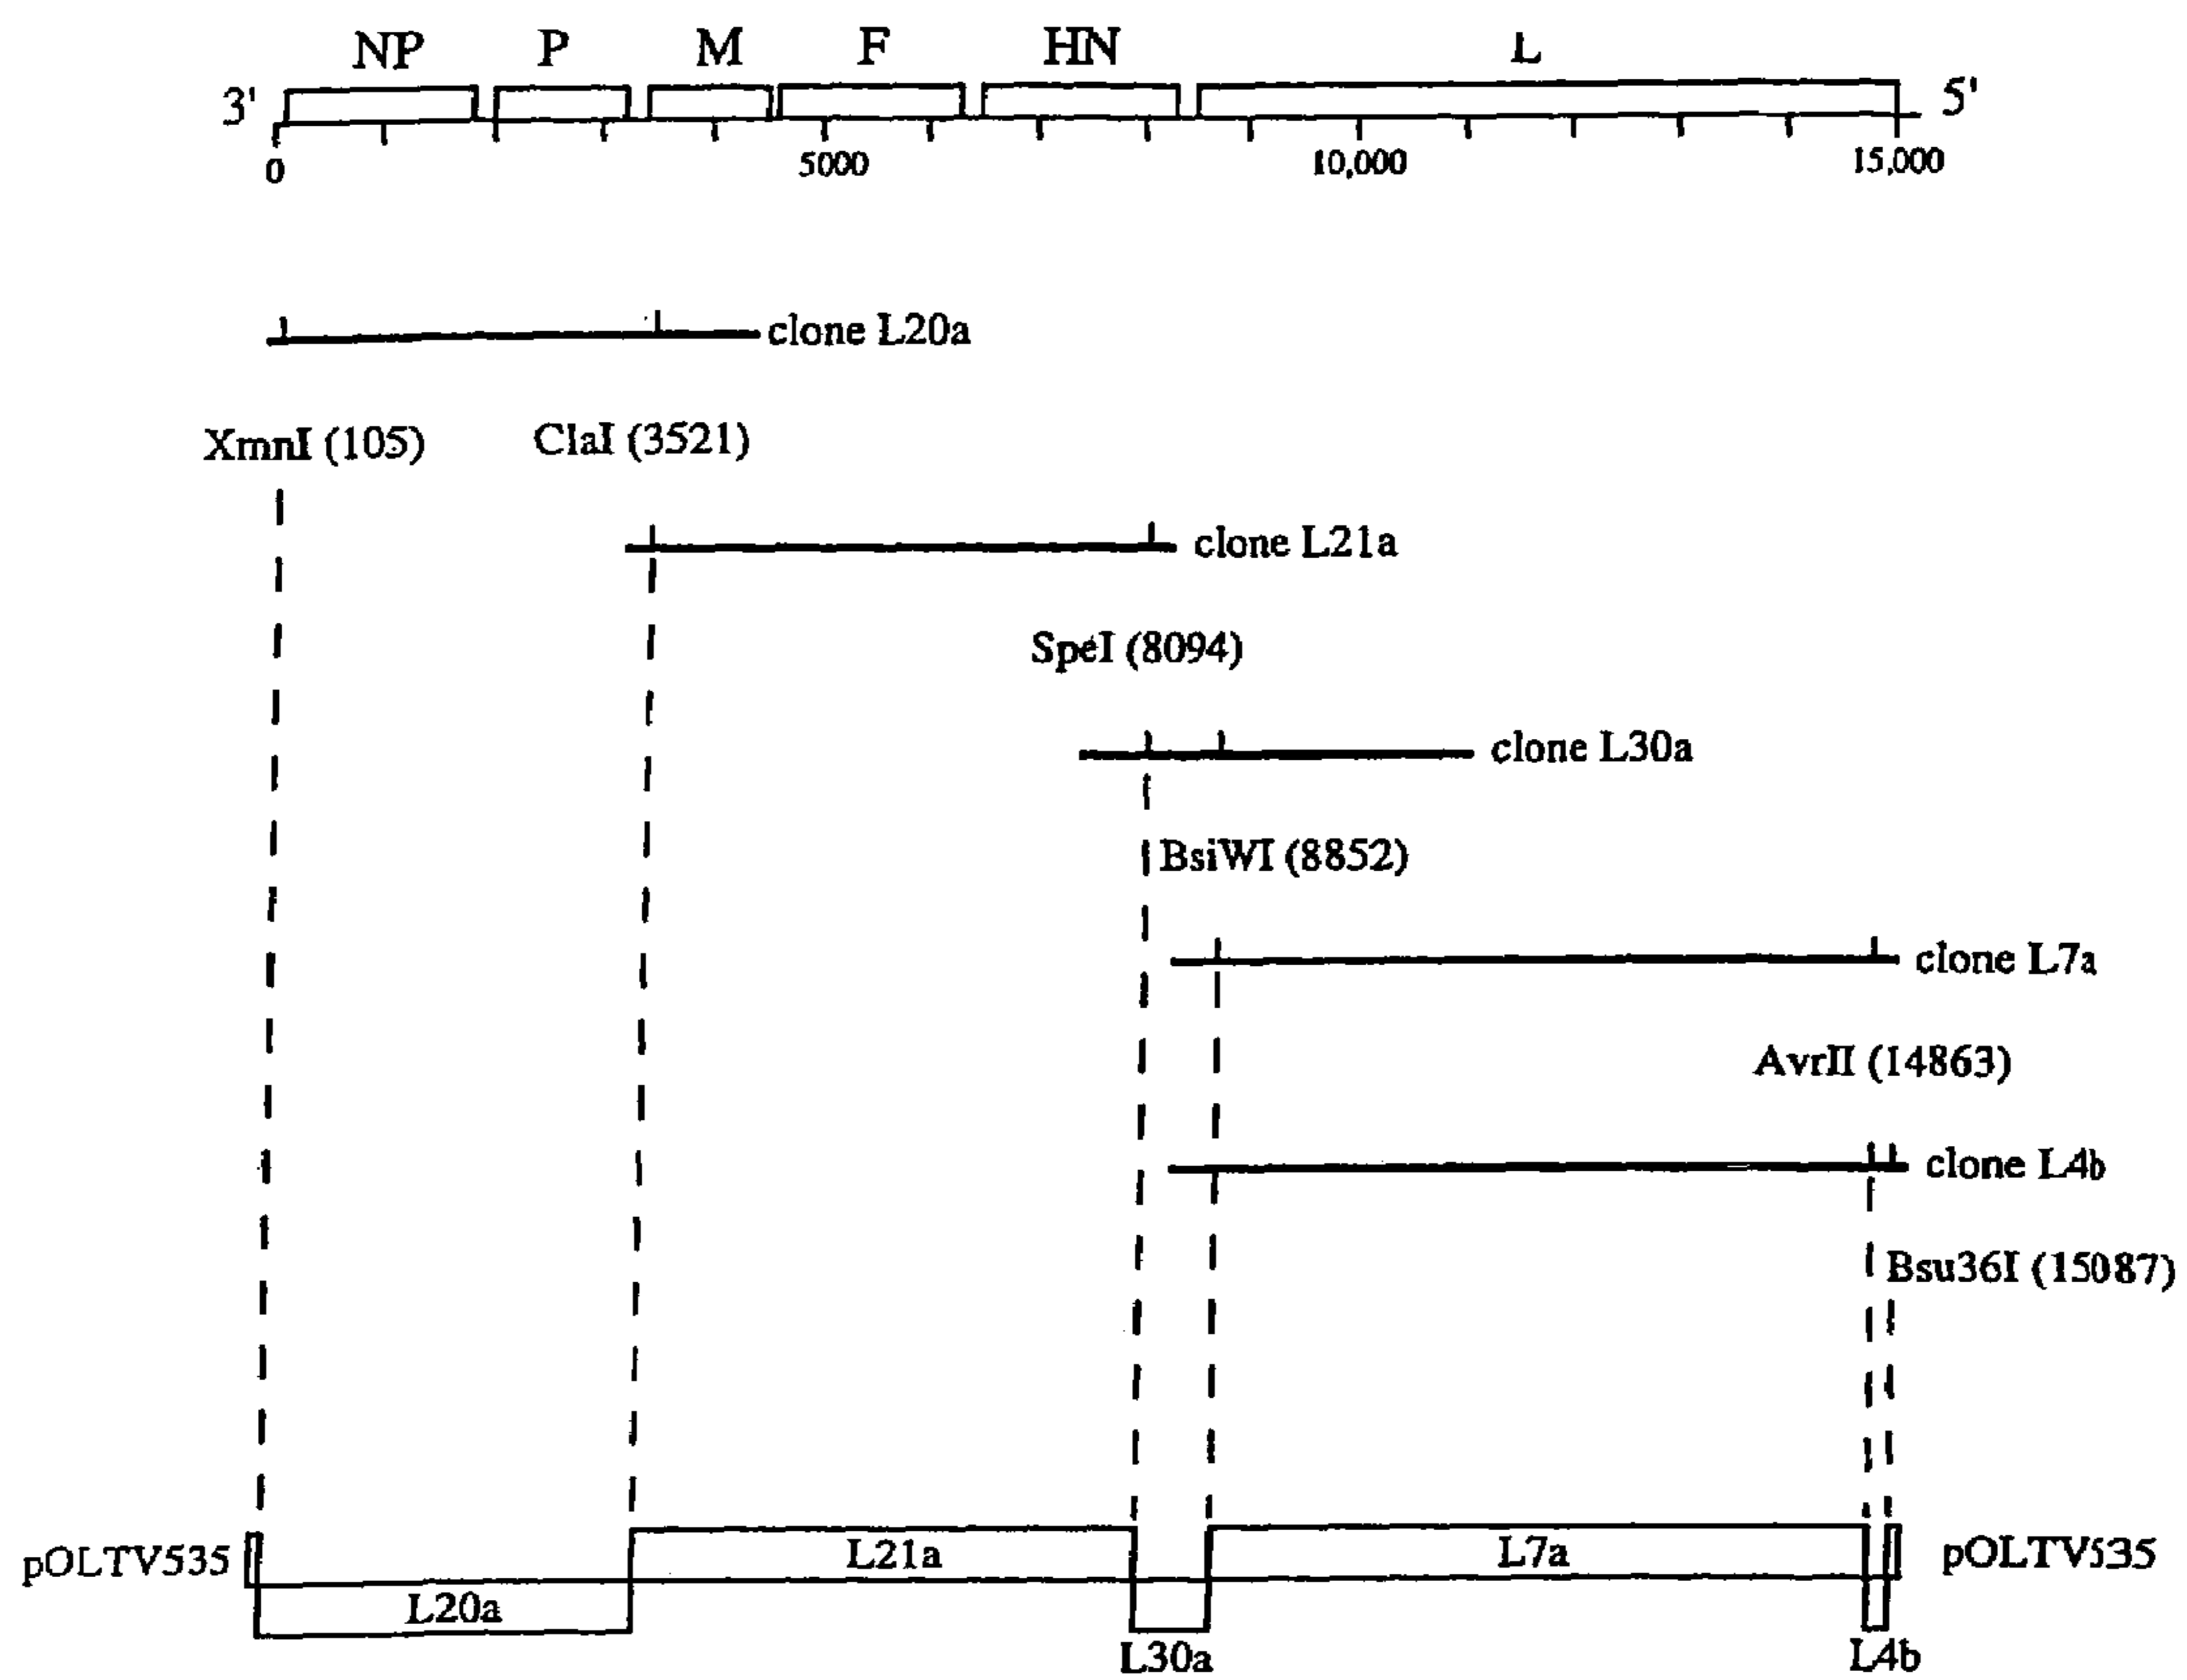 NP P M F HN L
3' 5'
0 5000 10,000 15,000
clone L20a
XmnI (105) ClaI (3521)
clone L21a
SpeI (8094)
clone L30a
BsiWI (8852)
clone L7a
AvrII (14863)
clone L4b
Bsu36I (15087)
pOLTV535 L21a L7a pOLTV535
L20a
L30a L4b